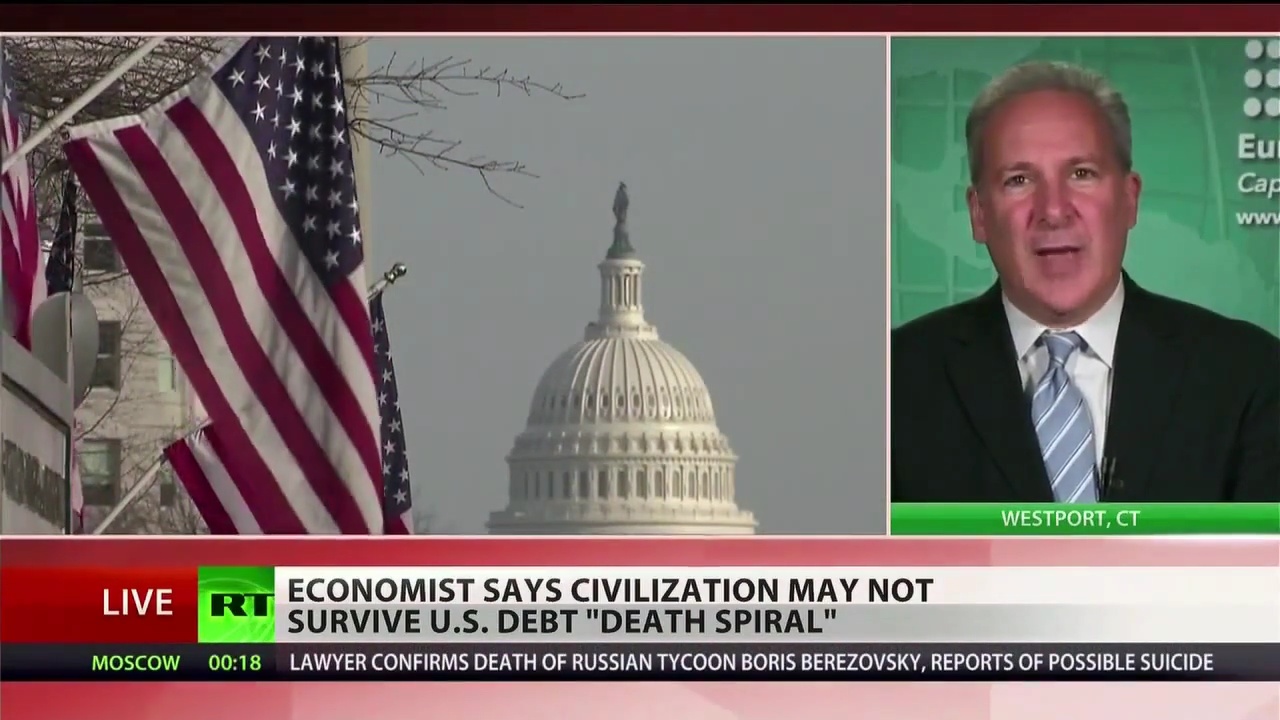 Eur
Cap
www
WESTPORT, CT
LIVE
RT
ECONOMIST SAYS CIVILIZATION MAY NOT
SURVIVE U.S. DEBT "DEATH SPIRAL"
MOSCOW 00:18 LAWYER CONFIRMS DEATH OF RUSSIAN TYCOON BORIS BEREZOVSKY, REPORTS OF POSSIBLE SUICIDE